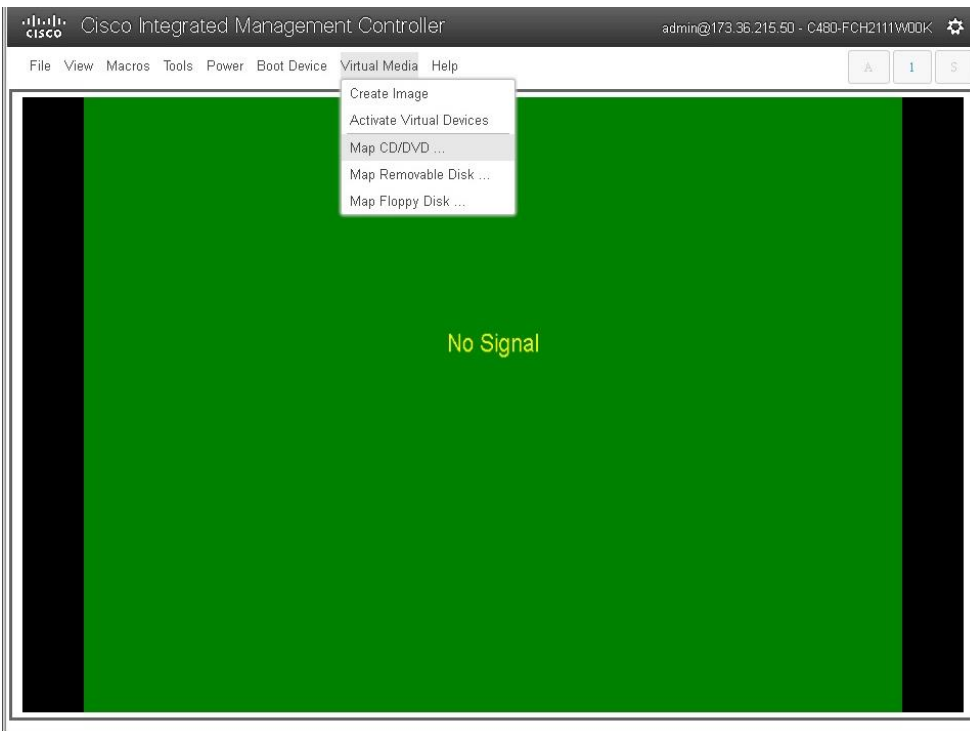 cisco Cisco Integrated Management Controller admin@173.36.215.50 - C480-FCH2111W00K
File View Macros Tools Power Boot Device Virtual Media Help A 1 S
Create Image
Activate Virtual Devices
Map CD/DVD ...
Map Removable Disk ...
Map Floppy Disk ...
No Signal